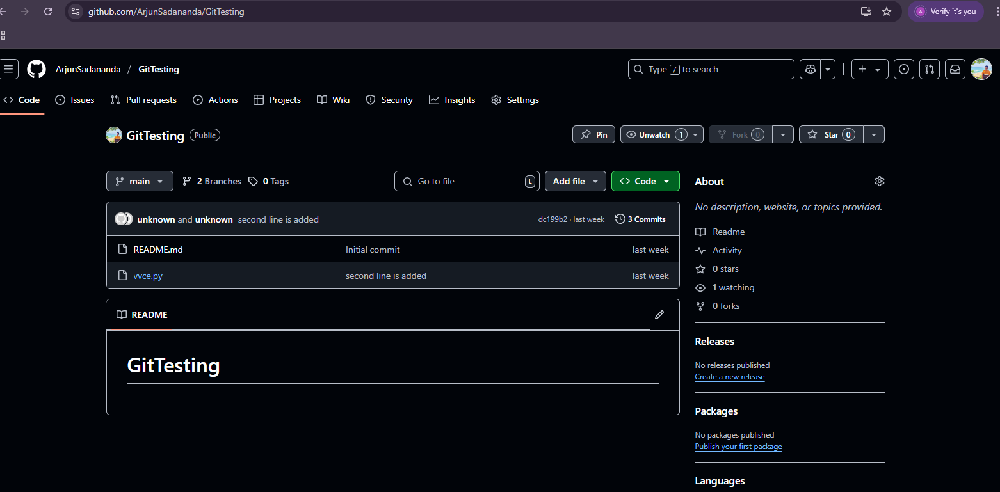 github.com/ArjunSadananda/GitTesting
A Verify it's you
ArjunSadananda / GitTesting
Type / to search
Code Issues Pull requests Actions Projects Wiki Security Insights Settings
GitTesting Public
Pin Unwatch 1 Fork 0 Star 0
main 2 Branches 0 Tags Go to file t Add file Code
unknown and unknown second line is added dc199b2 · last week 3 Commits
README.md Initial commit last week
vvce.py second line is added last week
README
GitTesting
About
No description, website, or topics provided.
Readme
Activity
0 stars
1 watching
0 forks
Releases
No releases published
Create a new release
Packages
No packages published
Publish your first package
Languages